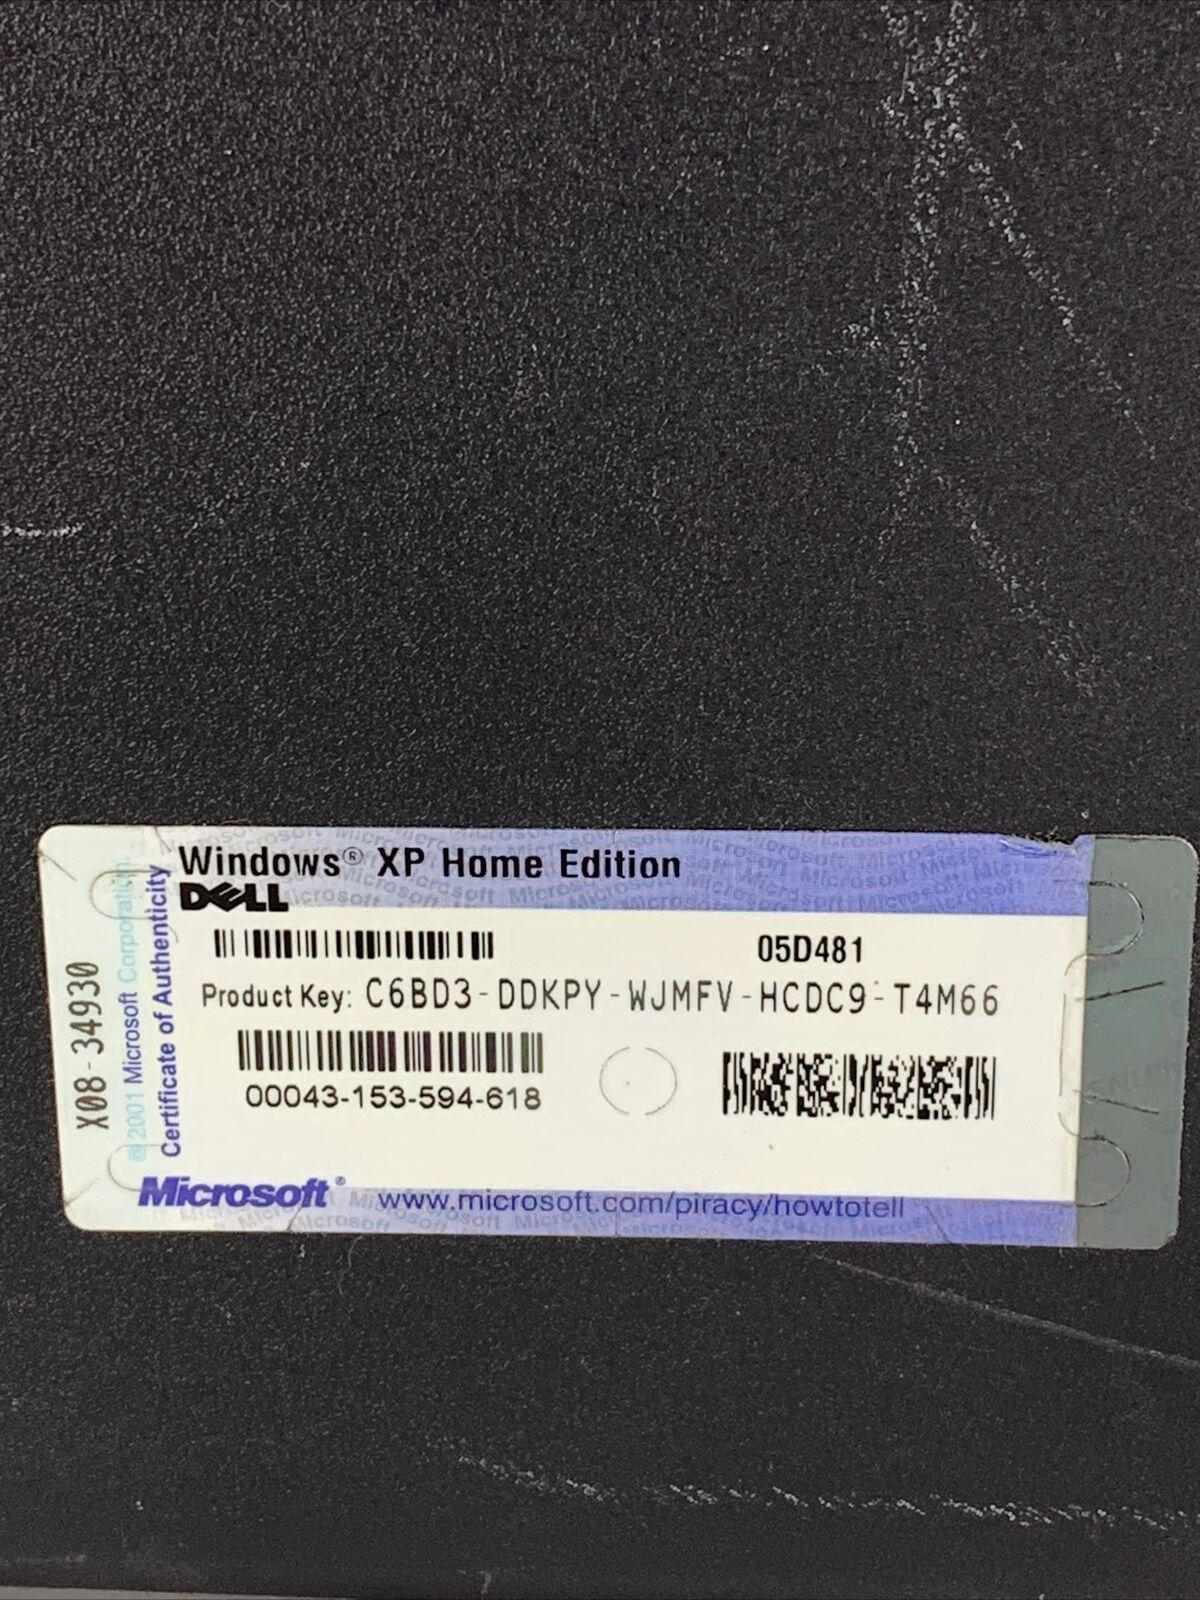 Windows® XP Home Edition
DELL
05D481
Product Key: C6BD3-DDKPY-WJMFV-HCDC9-T4M66
00043-153-594-618
Microsoft® www.microsoft.com/piracy/howtotell
X08-34930
© 2001 Microsoft Corporation.
Certificate of Authenticity